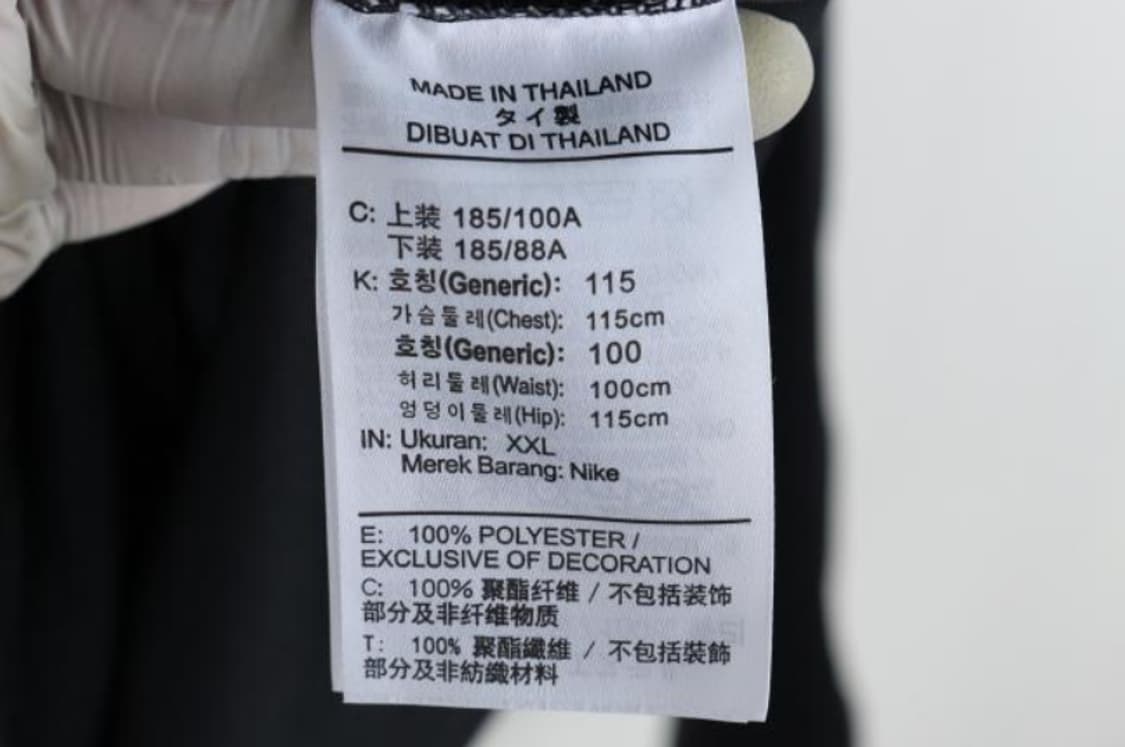 MADE IN THAILAND
タイ製
DIBUAT DI THAILAND
C: 上装 185/100A
下装 185/88A
K: 호칭(Generic): 115
가슴둘레(Chest): 115cm
호칭(Generic): 100
허리둘레(Waist): 100cm
엉덩이둘레(Hip): 115cm
IN: Ukuran: XXL
Merek Barang: Nike
E: 100% POLYESTER /
EXCLUSIVE OF DECORATION
C: 100% 聚酯纤维 / 不包括装饰
部分及非纤维物质
T: 100% 聚酯纖維 / 不包括裝飾
部分及非紡織材料